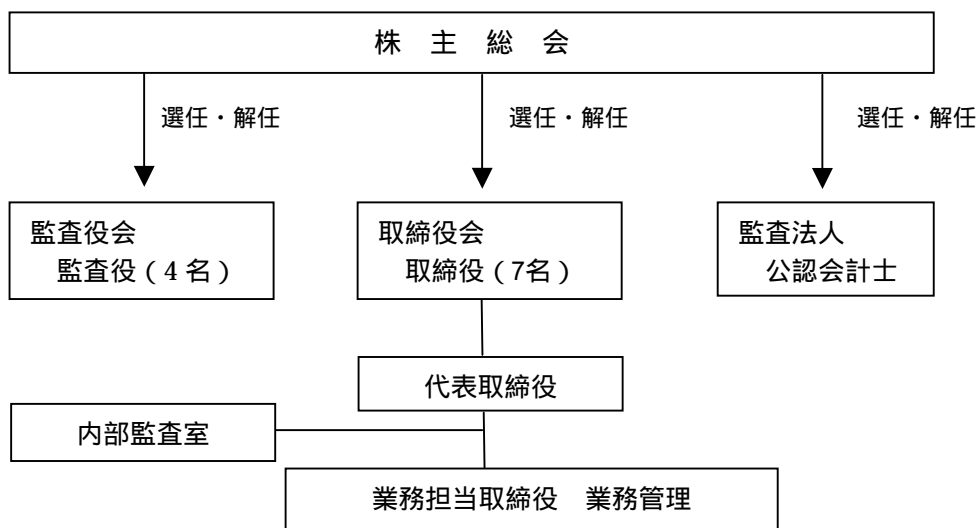 株　主　総　会
選任・解任
選任・解任
選任・解任
監査役会
監査役（４名）
取締役会
取締役（7名）
監査法人
公認会計士
代表取締役
内部監査室
業務担当取締役　業務管理